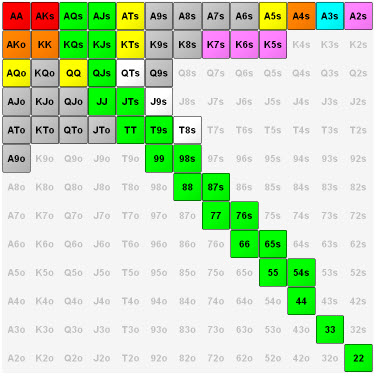 AA AKs AQs AJs ATs A9s A8s A7s A6s A5s A4s A3s A2s
AKo KK KQs KJs KTs K9s K8s K7s K6s K5s K4s K3s K2s
AQo KQo QQ QJs QTs Q9s Q8s Q7s Q6s Q5s Q4s Q3s Q2s
AJo KJo QJo JJ JTs J9s J8s J7s J6s J5s J4s J3s J2s
ATo KTo QTo JTo TT T9s T8s T7s T6s T5s T4s T3s T2s
A9o K9o Q9o J9o T9o 99 98s 97s 96s 95s 94s 93s 92s
A8o K8o Q8o J8o T8o 98o 88 87s 86s 85s 84s 83s 82s
A7o K7o Q7o J7o T7o 97o 87o 77 76s 75s 74s 73s 72s
A6o K6o Q6o J6o T6o 96o 86o 76o 66 65s 64s 63s 62s
A5o K5o Q5o J5o T5o 95o 85o 75o 65o 55 54s 53s 52s
A4o K4o Q4o J4o T4o 94o 84o 74o 64o 54o 44 43s 42s
A3o K3o Q3o J3o T3o 93o 83o 73o 63o 53o 43o 33 32s
A2o K2o Q2o J2o T2o 92o 82o 72o 62o 52o 42o 32o 22